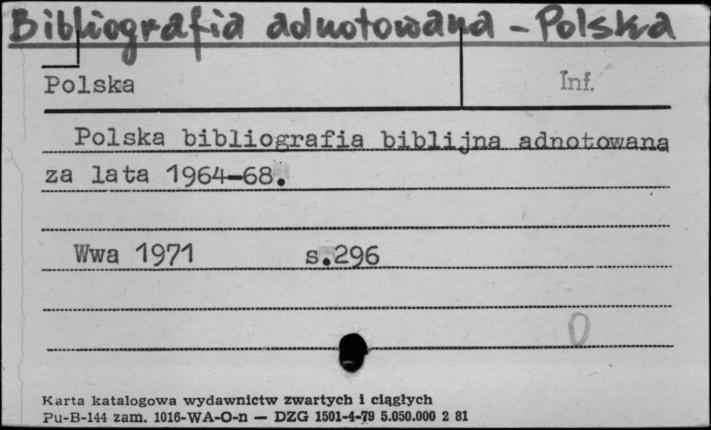 Bibliografia adnotowana - Polska
Polska Inf.
Polska bibliografia biblijna adnotowana
za lata 1964-68.
Wwa 1971 s.296
0
Karta katalogowa wydawnictw zwartych i ciągłych
Pu-B-144 zam. 1016-WA-O-n — DZG 1501-4-79 5.050.000 2 81